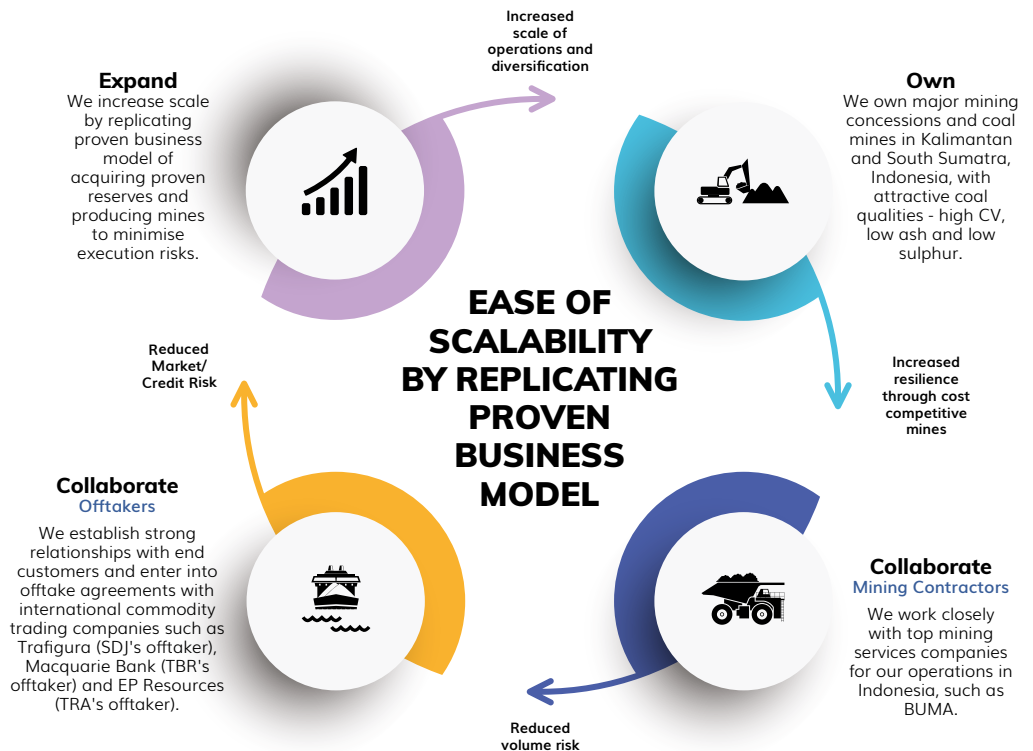 Increased
scale of
operations and
diversification
Expand
We increase scale
by replicating
proven business
model of
acquiring proven
reserves and
producing mines
to minimise
execution risks.
Own
We own major mining
concessions and coal
mines in Kalimantan
and South Sumatra,
Indonesia, with
attractive coal
qualities - high CV,
low ash and low
sulphur.
EASE OF
SCALABILITY
BY REPLICATING
PROVEN
BUSINESS
MODEL
Reduced
Market/
Credit Risk
Increased
resilience
through cost
competitive
mines
Collaborate
Offtakers
We establish strong
relationships with end
customers and enter into
offtake agreements with
international commodity
trading companies such as
Trafigura (SDJ's offtaker),
Macquarie Bank (TBR's
offtaker) and EP Resources
(TRA's offtaker).
Collaborate
Mining Contractors
We work closely
with top mining
services companies
for our operations in
Indonesia, such as
BUMA.
Reduced
volume risk